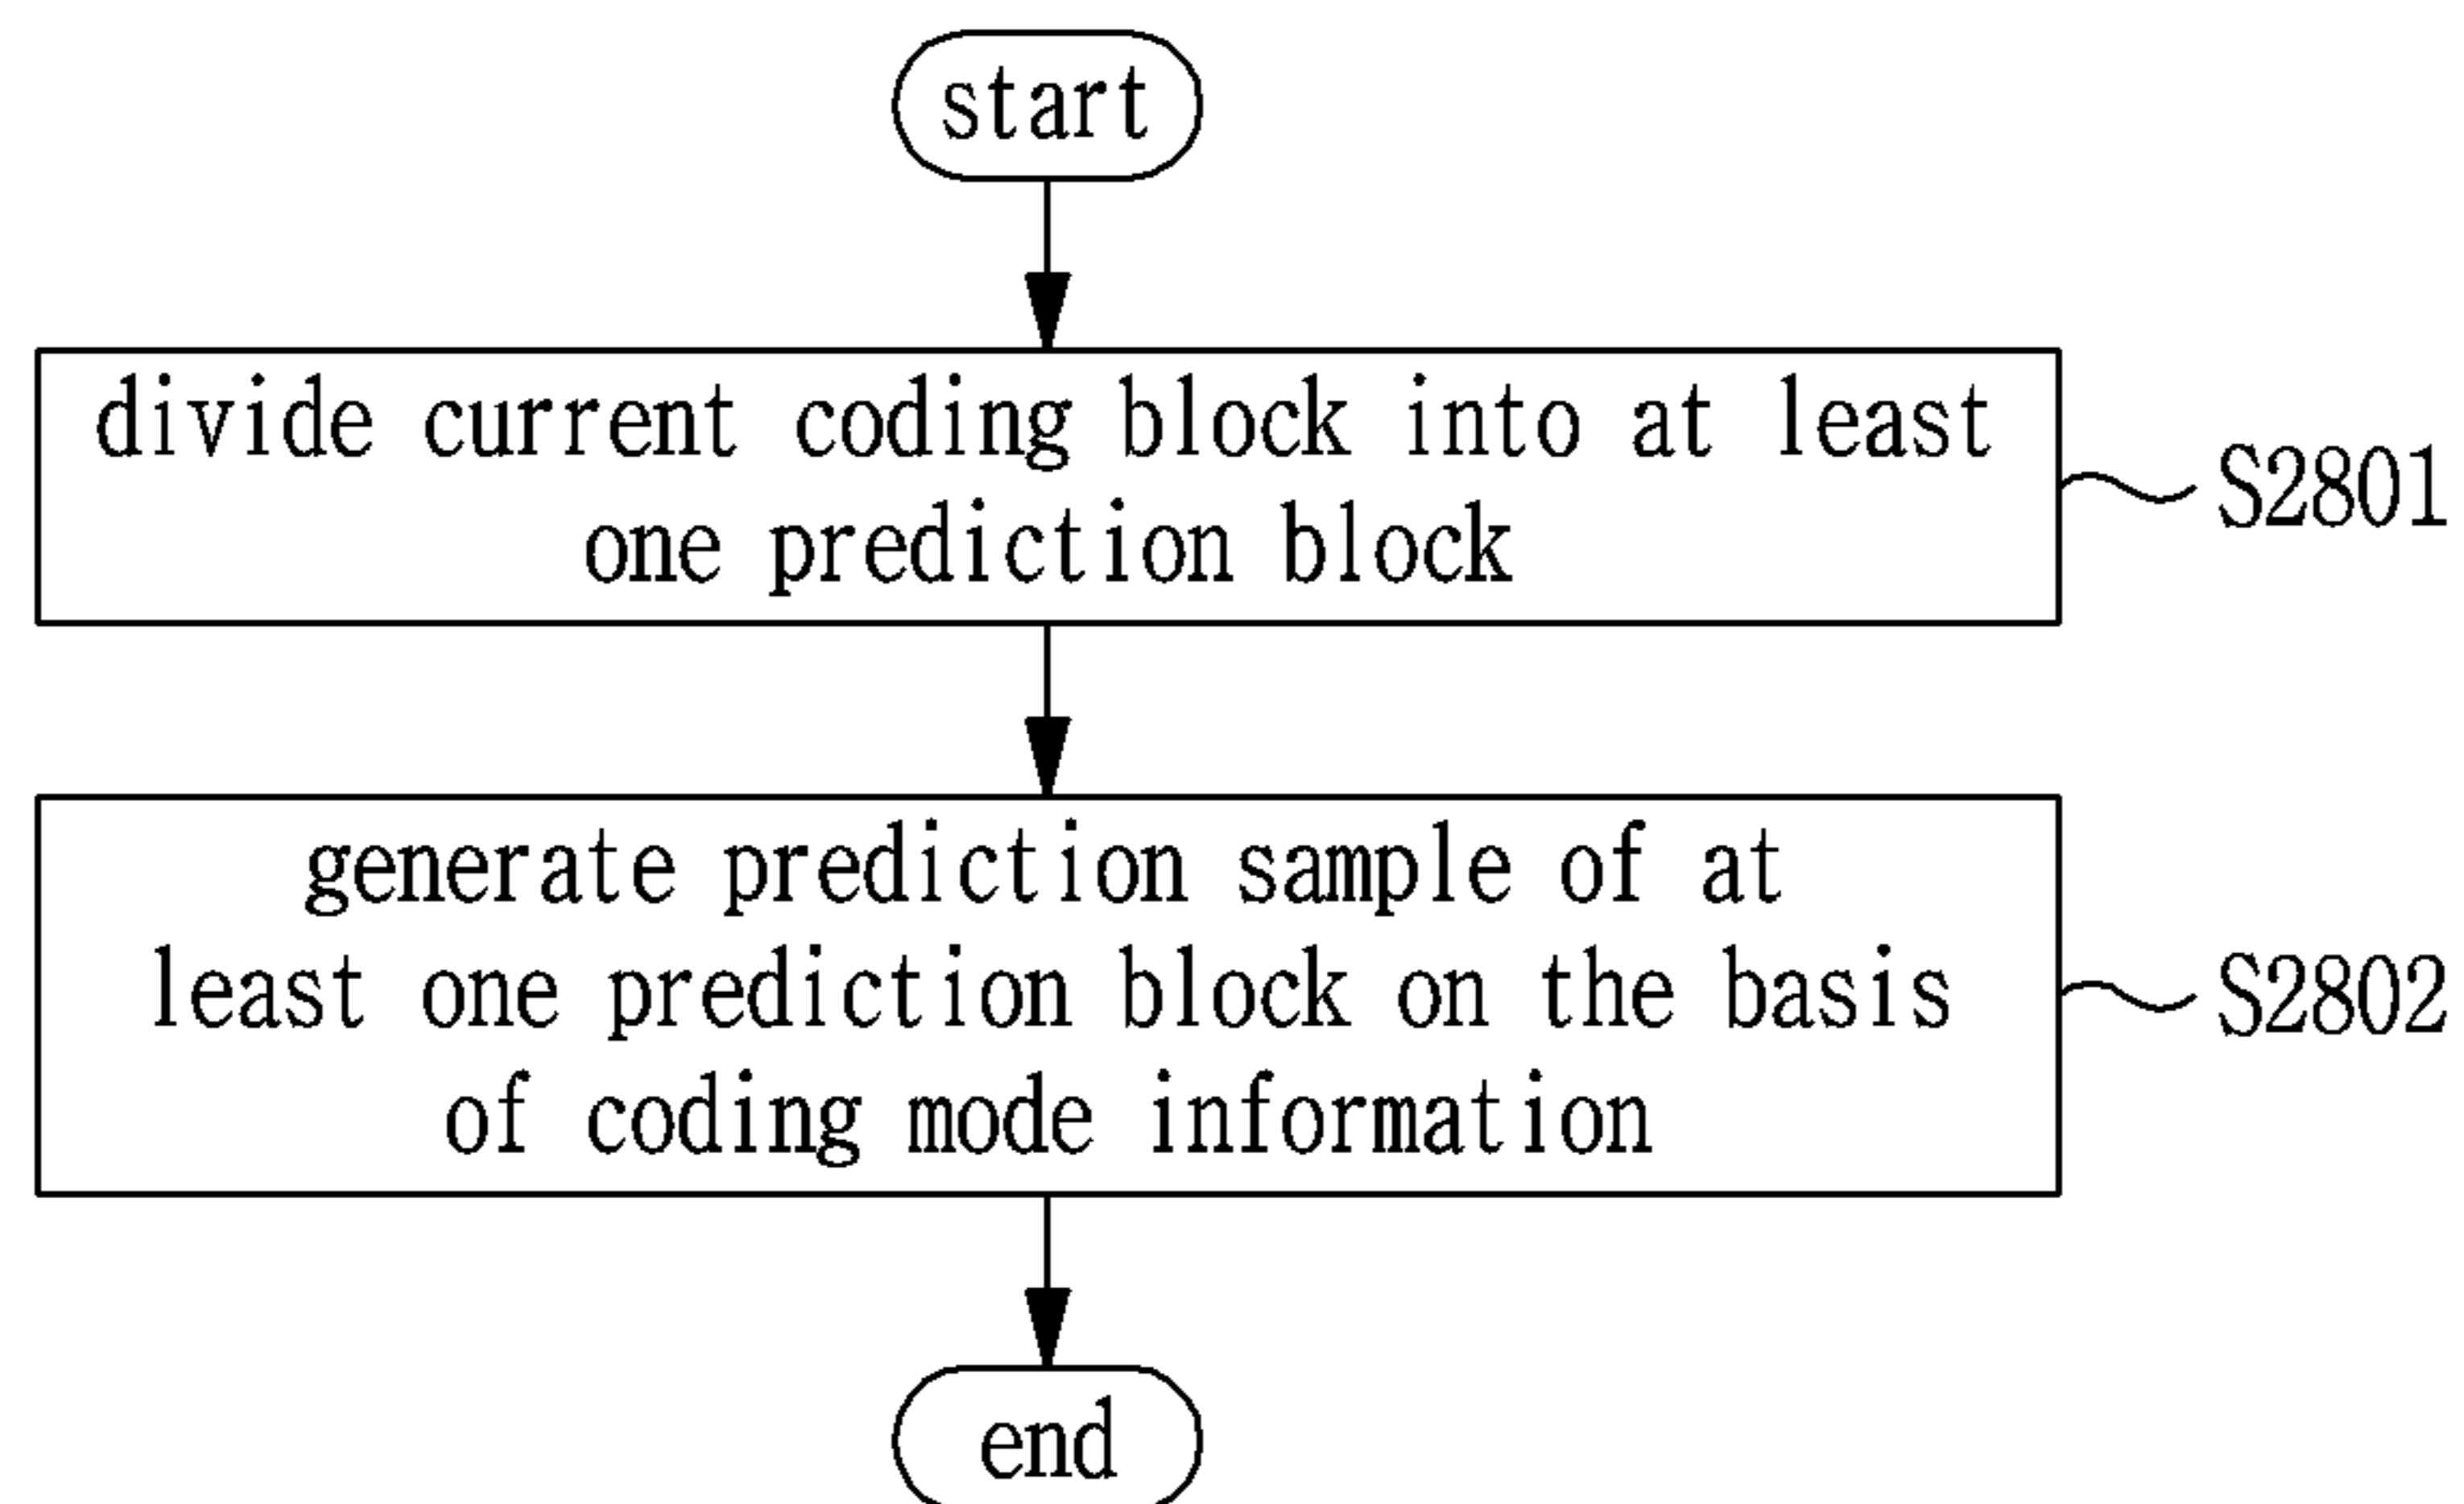 start
divide current coding block into at least
one prediction block
S2801
generate prediction sample of at
least one prediction block on the basis
of coding mode information
S2802
end